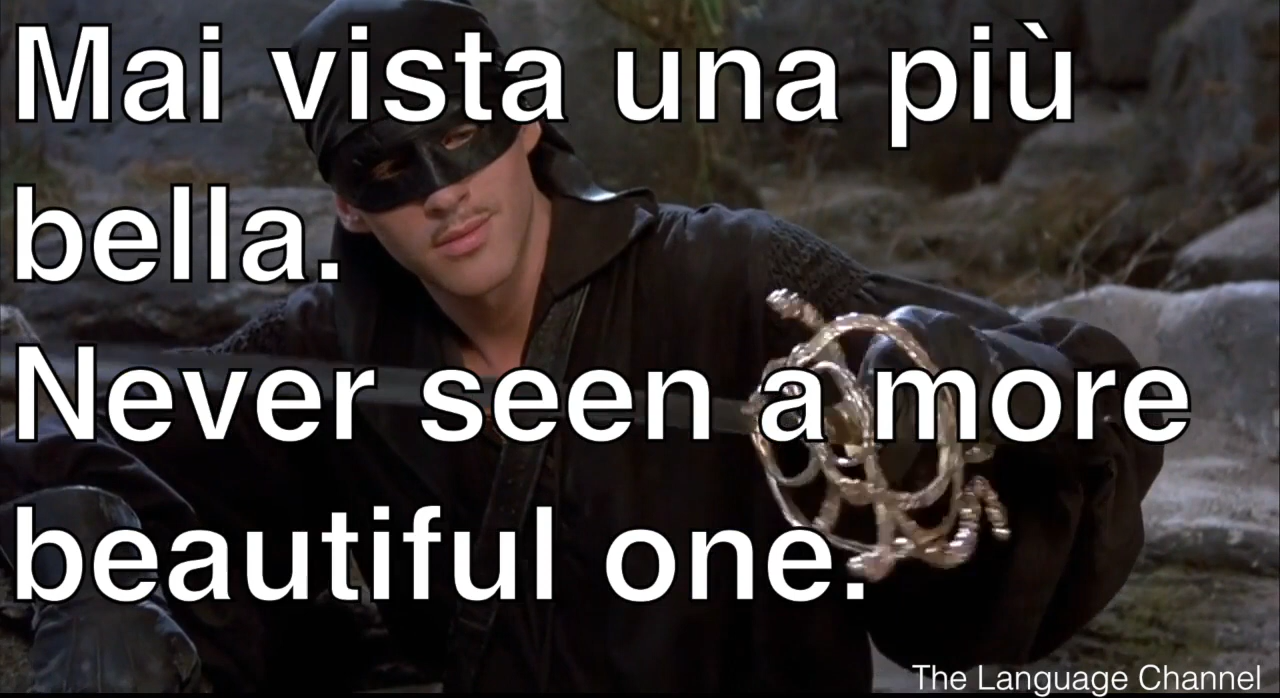 Mai vista una più
bella.
Never seen a more
beautiful one.
The Language Channel